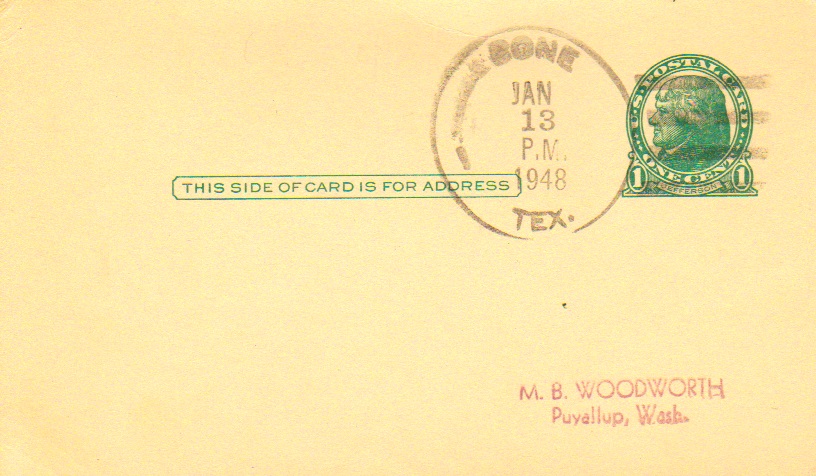 BONE
JAN
13
P.M.
1948
TEX.
U.S. POSTAL CARD
ONE CENT
1 JEFFERSON 1
THIS SIDE OF CARD IS FOR ADDRESS
M. B. WOODWORTH
Puyallup, Wash.